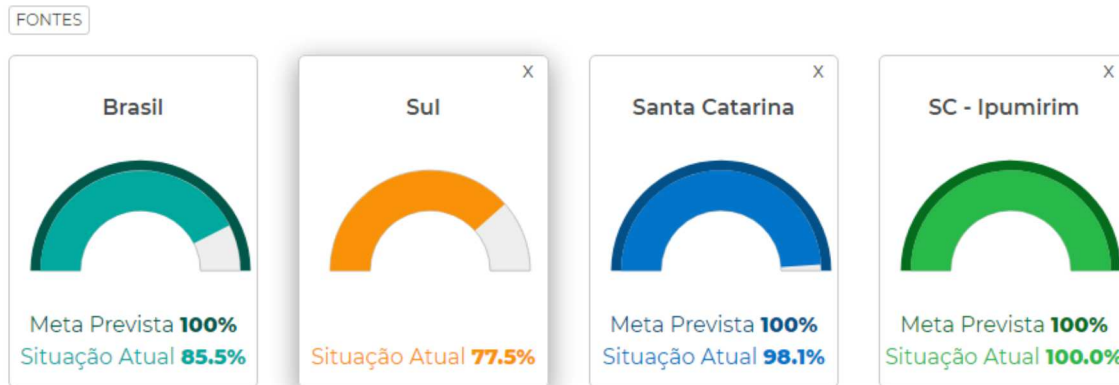 FONTES
X
X
X
Brasil
Sul
Santa Catarina
SC - Ipumirim
Meta Prevista 100%
Situação Atual 85.5%
Situação Atual 77.5%
Meta Prevista 100%
Situação Atual 98.1%
Meta Prevista 100%
Situação Atual 100.0%